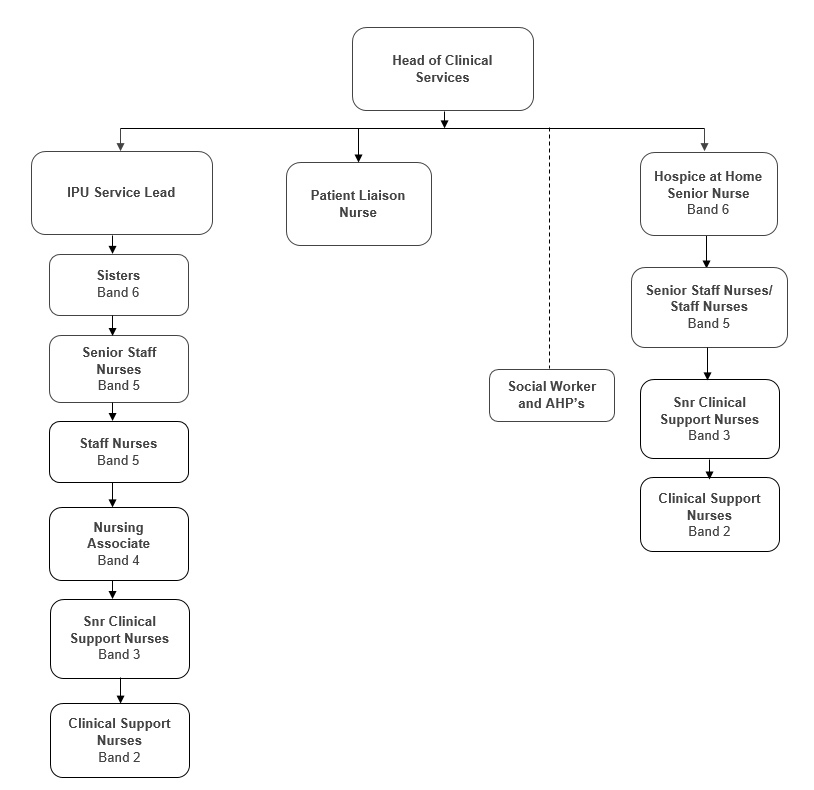 Head of Clinical
Services
IPU Service Lead
Patient Liaison
Nurse
Hospice at Home
Senior Nurse
Band 6
Sisters
Band 6
Senior Staff Nurses/
Staff Nurses
Band 5
Senior Staff
Nurses
Band 5
Social Worker
and AHP's
Snr Clinical
Support Nurses
Band 3
Staff Nurses
Band 5
Clinical Support
Nurses
Band 2
Nursing
Associate
Band 4
Snr Clinical
Support Nurses
Band 3
Clinical Support
Nurses
Band 2